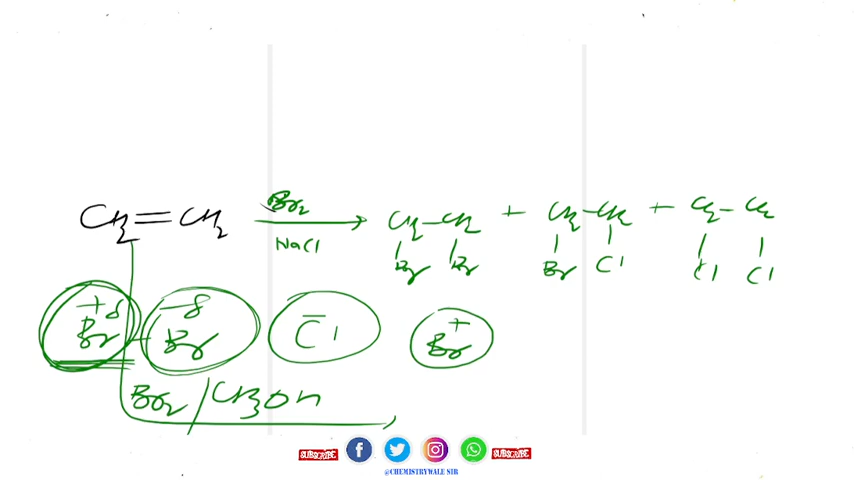 Br₂
CH₂=CH₂ → CH₂-CH₂ + CH₂-CH₂ + CH₂-CH₂
NaCl Br Br Br Cl Cl Cl
+δ -δ
Br Br Cl⁻ Br⁺
Br₂/CH₃OH
SUBSCRIBE SUBSCRIBE
@CHEMISTRYWALE SIR